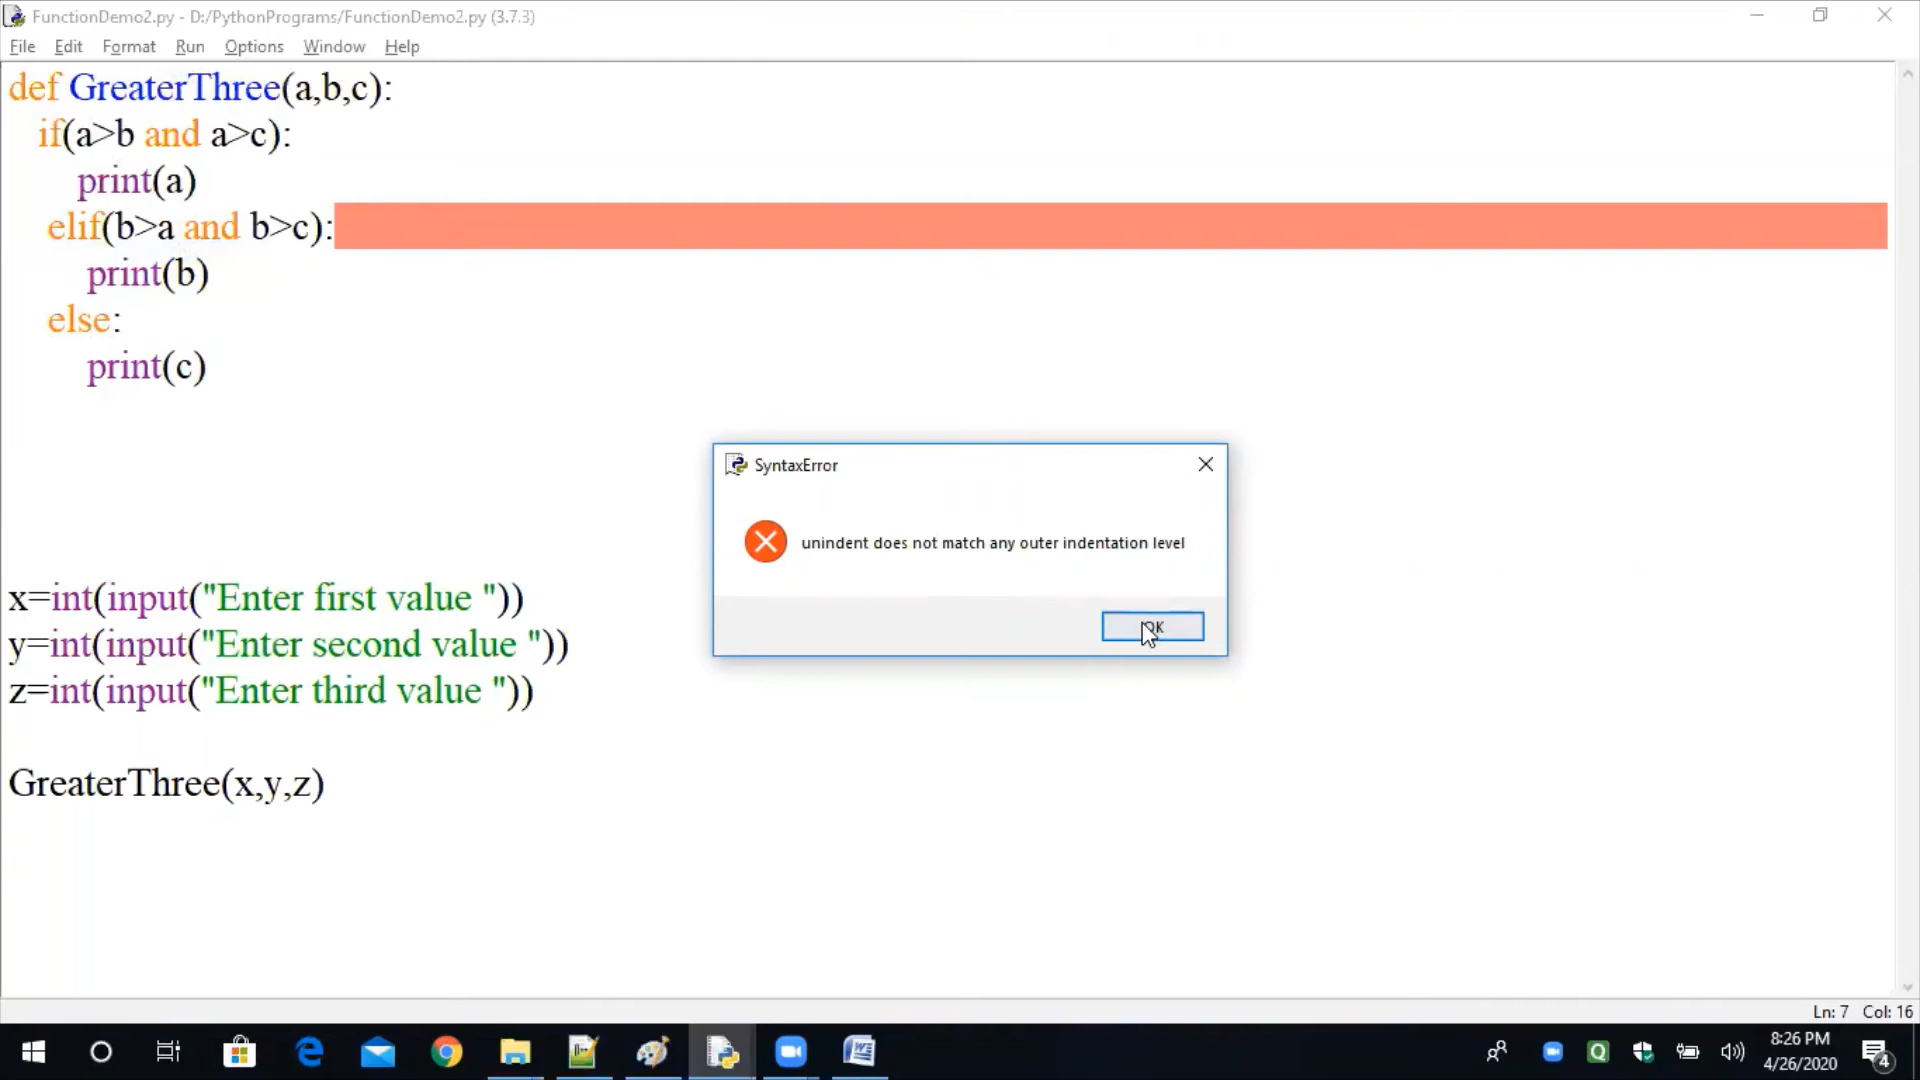 FunctionDemo2.py - D:/PythonPrograms/FunctionDemo2.py (3.7.3)
File Edit Format Run Options Window Help
def GreaterThree(a,b,c):
if(a>b and a>c):
print(a)
elif(b>a and b>c):
print(b)
else:
print(c)
SyntaxError
unindent does not match any outer indentation level
OK
x=int(input("Enter first value "))
y=int(input("Enter second value "))
z=int(input("Enter third value "))
GreaterThree(x,y,z)
Ln: 7 Col: 16
8:26 PM
4/26/2020
4